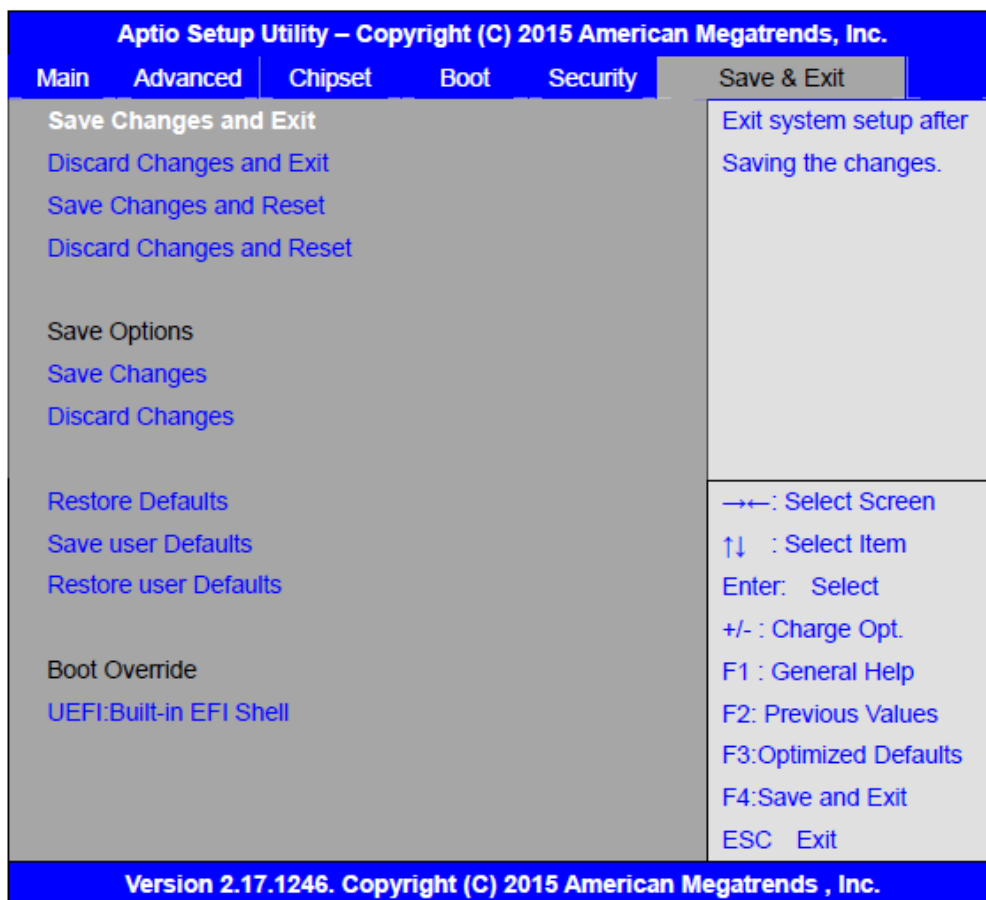 Aptio Setup Utility – Copyright (C) 2015 American Megatrends, Inc.
Main Advanced Chipset Boot Security Save & Exit
Save Changes and Exit
Discard Changes and Exit
Save Changes and Reset
Discard Changes and Reset
Save Options
Save Changes
Discard Changes
Restore Defaults
Save user Defaults
Restore user Defaults
Boot Override
UEFI:Built-in EFI Shell
Exit system setup after
Saving the changes.
→←: Select Screen
↑↓ : Select Item
Enter: Select
+/- : Charge Opt.
F1 : General Help
F2: Previous Values
F3:Optimized Defaults
F4:Save and Exit
ESC Exit
Version 2.17.1246. Copyright (C) 2015 American Megatrends , Inc.